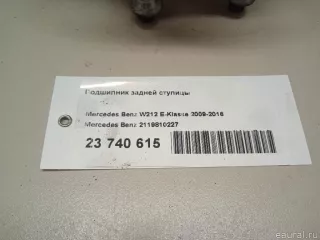 Подшипник задней ступицы
Mercedes Benz W212 E-Klasse 2009-2016
Mercedes Benz 2119810227
23 740 615
eaural.ru